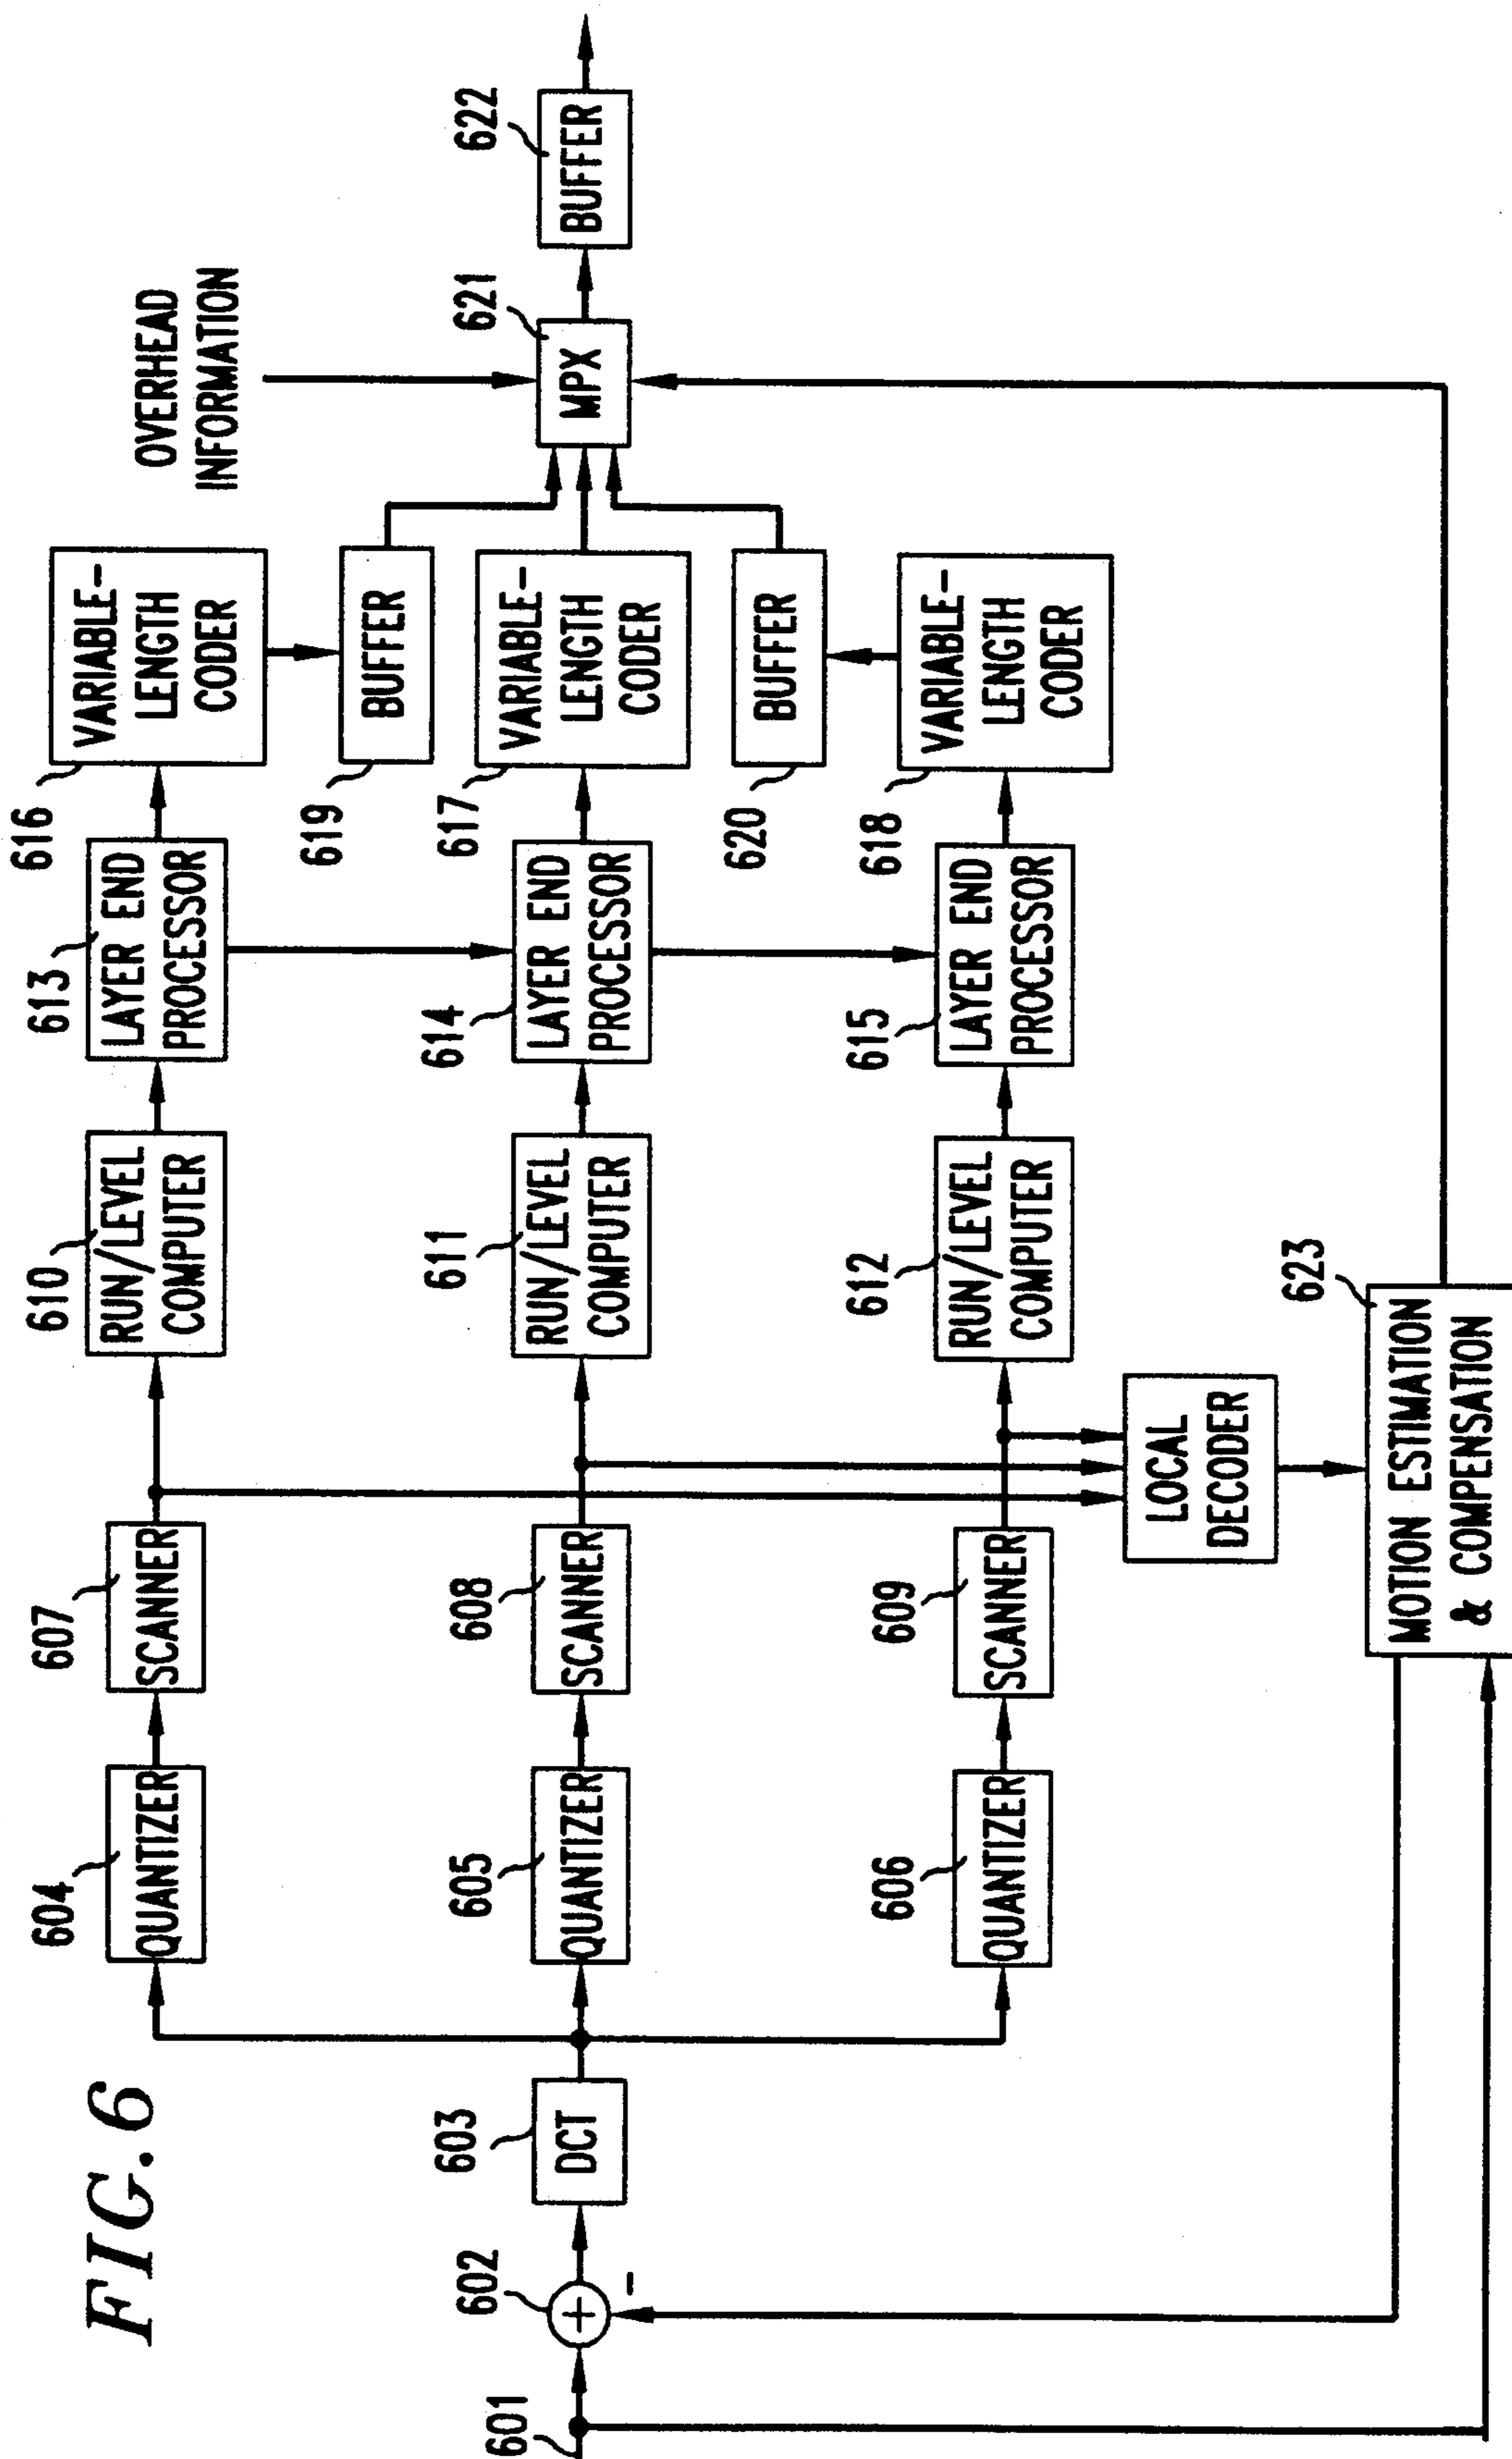 FIG. 6
601
602
+
-
603
DCT
604
QUANTIZER
605
QUANTIZER
606
QUANTIZER
607
SCANNER
608
SCANNER
609
SCANNER
LOCAL
DECODER
610
RUN/LEVEL
COMPUTER
611
RUN/LEVEL
COMPUTER
612
RUN/LEVEL
COMPUTER
623
MOTION ESTIMATION
& COMPENSATION
613
LAYER END
PROCESSOR
614
LAYER END
PROCESSOR
615
LAYER END
PROCESSOR
616
VARIABLE-
LENGTH
CODER
619
BUFFER
617
VARIABLE-
LENGTH
CODER
620
BUFFER
618
VARIABLE-
LENGTH
CODER
OVERHEAD
INFORMATION
621
MPX
622
BUFFER